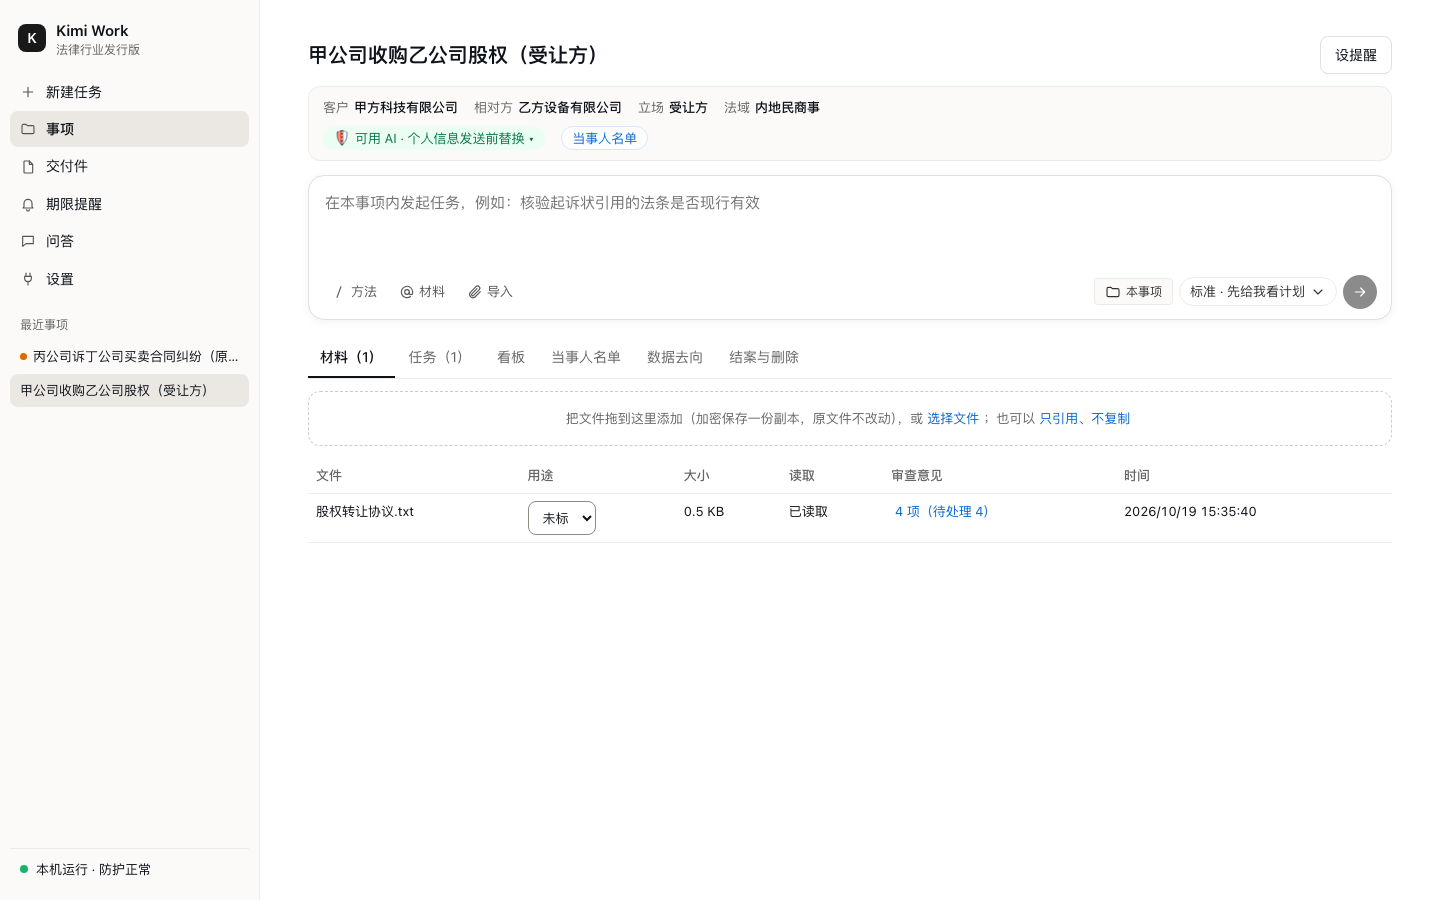 K
Kimi Work
法律行业发行版
新建任务
事项
交付件
期限提醒
问答
设置
最近事项
丙公司诉丁公司买卖合同纠纷（原...
甲公司收购乙公司股权（受让方）
本机运行 · 防护正常
甲公司收购乙公司股权（受让方）
设提醒
客户 甲方科技有限公司 相对方 乙方设备有限公司 立场 受让方 法域 内地民商事
可用 AI · 个人信息发送前替换 ▾ 当事人名单
在本事项内发起任务，例如：核验起诉状引用的法条是否现行有效
/ 方法 @ 材料 导入 本事项 标准 · 先给我看计划
材料（1） 任务（1） 看板 当事人名单 数据去向 结案与删除
把文件拖到这里添加（加密保存一份副本，原文件不改动），或 选择文件； 也可以 只引用、不复制
文件 用途 大小 读取 审查意见 时间
股权转让协议.txt 未标 0.5 KB 已读取 4 项（待处理 4） 2026/10/19 15:35:40